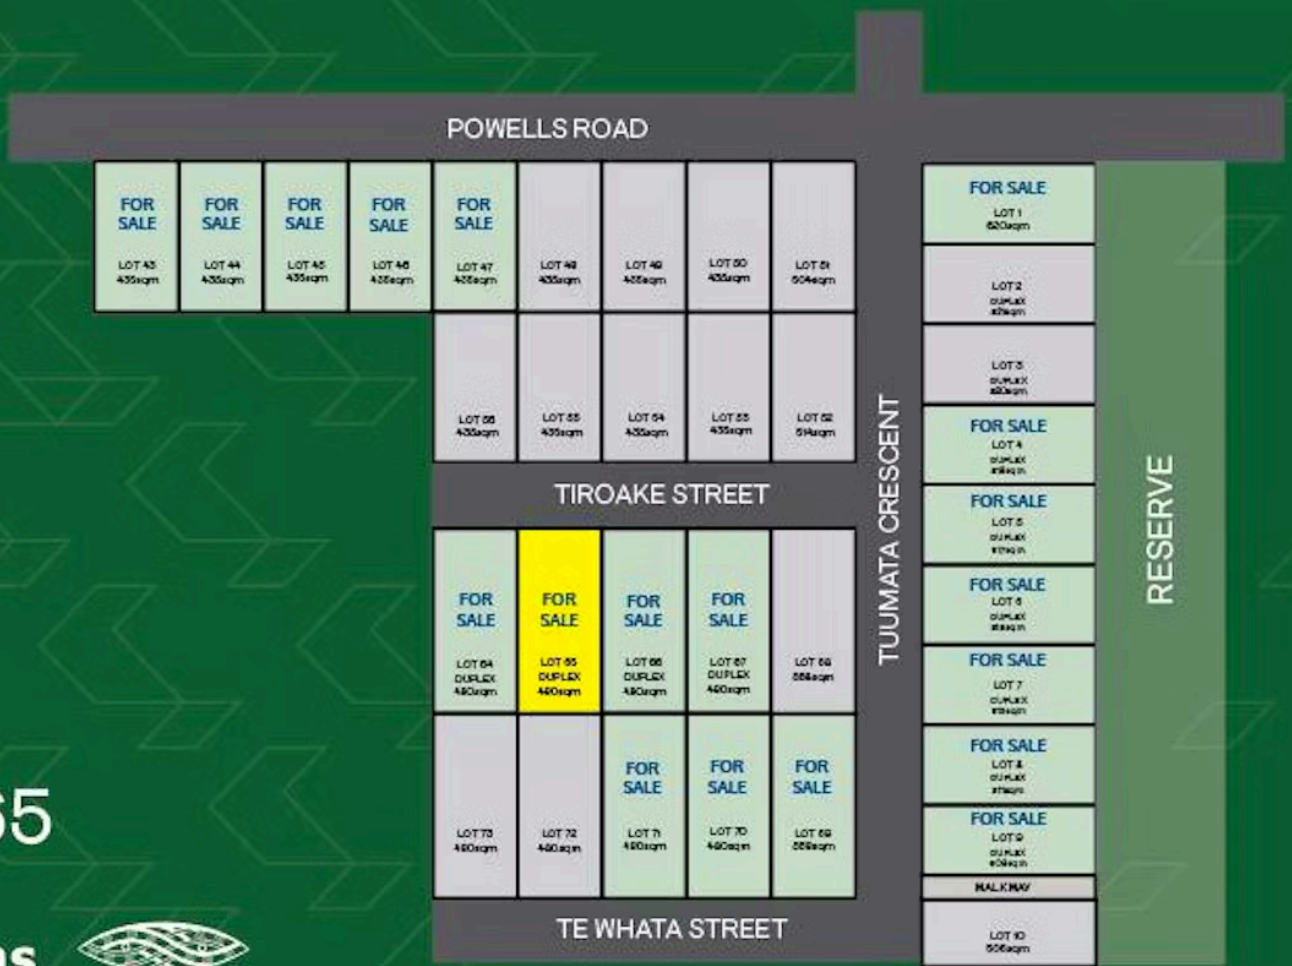 POWELLS ROAD
FOR
SALE
LOT 43
435sqm
FOR
SALE
LOT 44
435sqm
FOR
SALE
LOT 45
435sqm
FOR
SALE
LOT 46
435sqm
FOR
SALE
LOT 47
435sqm
LOT 48
435sqm
LOT 49
435sqm
LOT 50
435sqm
LOT 51
504sqm
LOT 56
435sqm
LOT 55
435sqm
LOT 54
435sqm
LOT 53
435sqm
LOT 52
514sqm
TIROAKE STREET
FOR
SALE
LOT 64
DUPLEX
480sqm
FOR
SALE
LOT 65
DUPLEX
480sqm
FOR
SALE
LOT 66
DUPLEX
480sqm
FOR
SALE
LOT 67
DUPLEX
480sqm
LOT 68
LOT 73
480sqm
LOT 72
480sqm
FOR
SALE
LOT 71
480sqm
FOR
SALE
LOT 70
480sqm
FOR
SALE
LOT 69
TE WHATA STREET
TUUMATA CRESCENT
FOR SALE
LOT 1
620sqm
LOT 2
DUPLEX
LOT 3
DUPLEX
FOR SALE
LOT 4
DUPLEX
FOR SALE
LOT 5
DUPLEX
FOR SALE
LOT 6
DUPLEX
FOR SALE
LOT 7
DUPLEX
FOR SALE
LOT 8
DUPLEX
FOR SALE
LOT 9
DUPLEX
WALKWAY
LOT 10
RESERVE